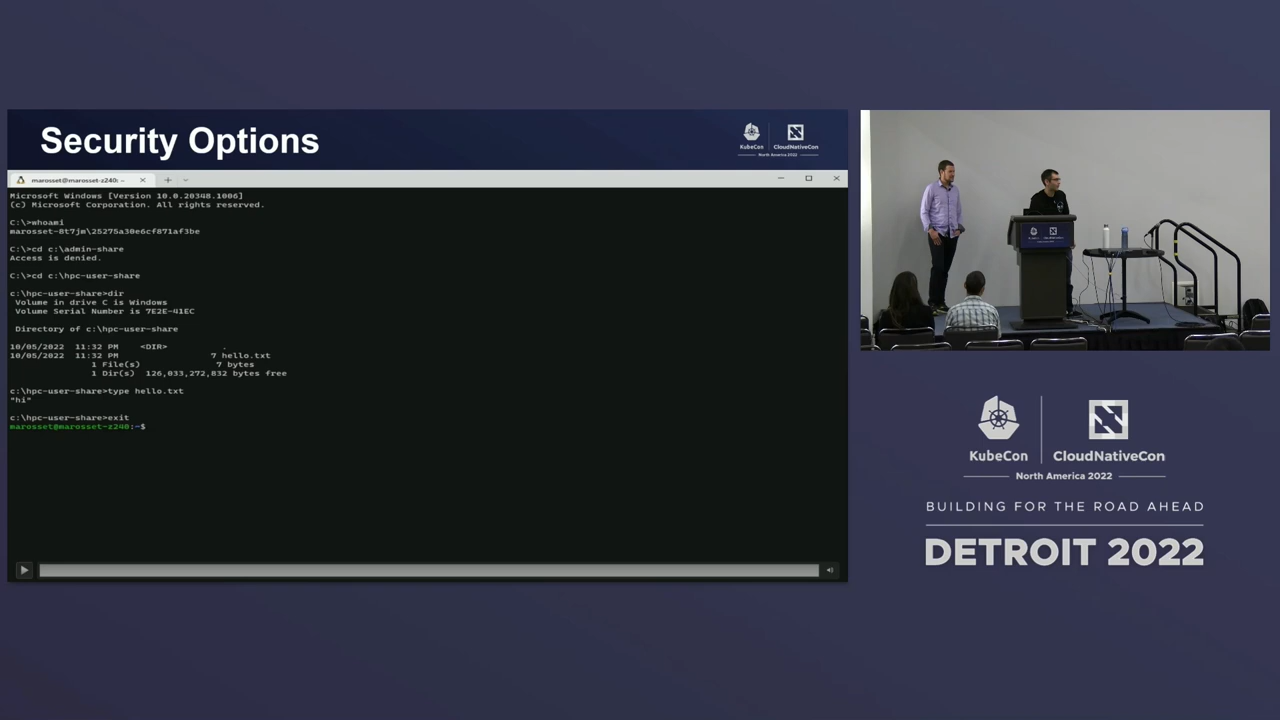 Security Options
KubeCon
CloudNativeCon
North America 2022
marosset@marosset-z240: ~
Microsoft Windows [Version 10.0.20348.1006]
(c) Microsoft Corporation. All rights reserved.
C:\>whoami
marosset-8t7jm\25275a30e6cf871af3be
C:\>cd c:\admin-share
Access is denied.
C:\>cd c:\hpc-user-share
c:\hpc-user-share>dir
Volume in drive C is Windows
Volume Serial Number is 7E2E-41EC
Directory of c:\hpc-user-share
10/05/2022 11:32 PM <DIR> .
10/05/2022 11:32 PM 7 hello.txt
1 File(s) 7 bytes
1 Dir(s) 126,033,272,832 bytes free
c:\hpc-user-share>type hello.txt
"hi"
c:\hpc-user-share>exit
marosset@marosset-z240:~$
KubeCon
CloudNativeCon
North America 2022
BUILDING FOR THE ROAD AHEAD
DETROIT 2022